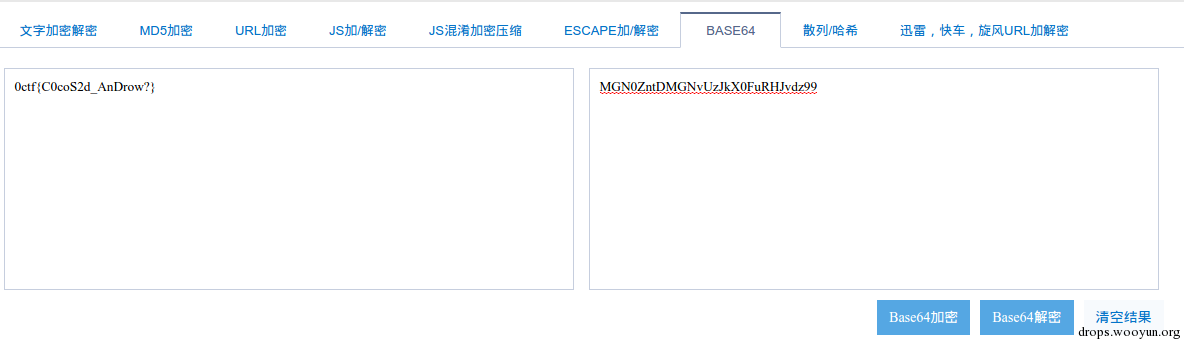 文字加密解密 MD5加密 URL加密 JS加/解密 JS混淆加密压缩 ESCAPE加/解密 BASE64 散列/哈希 迅雷，快车，旋风URL加解密
0ctf{C0coS2d_AnDrow?} MGN0ZntDMGNvUzJkX0FuRHJvdz99
Base64加密 Base64解密 清空结果
drops.wooyun.org